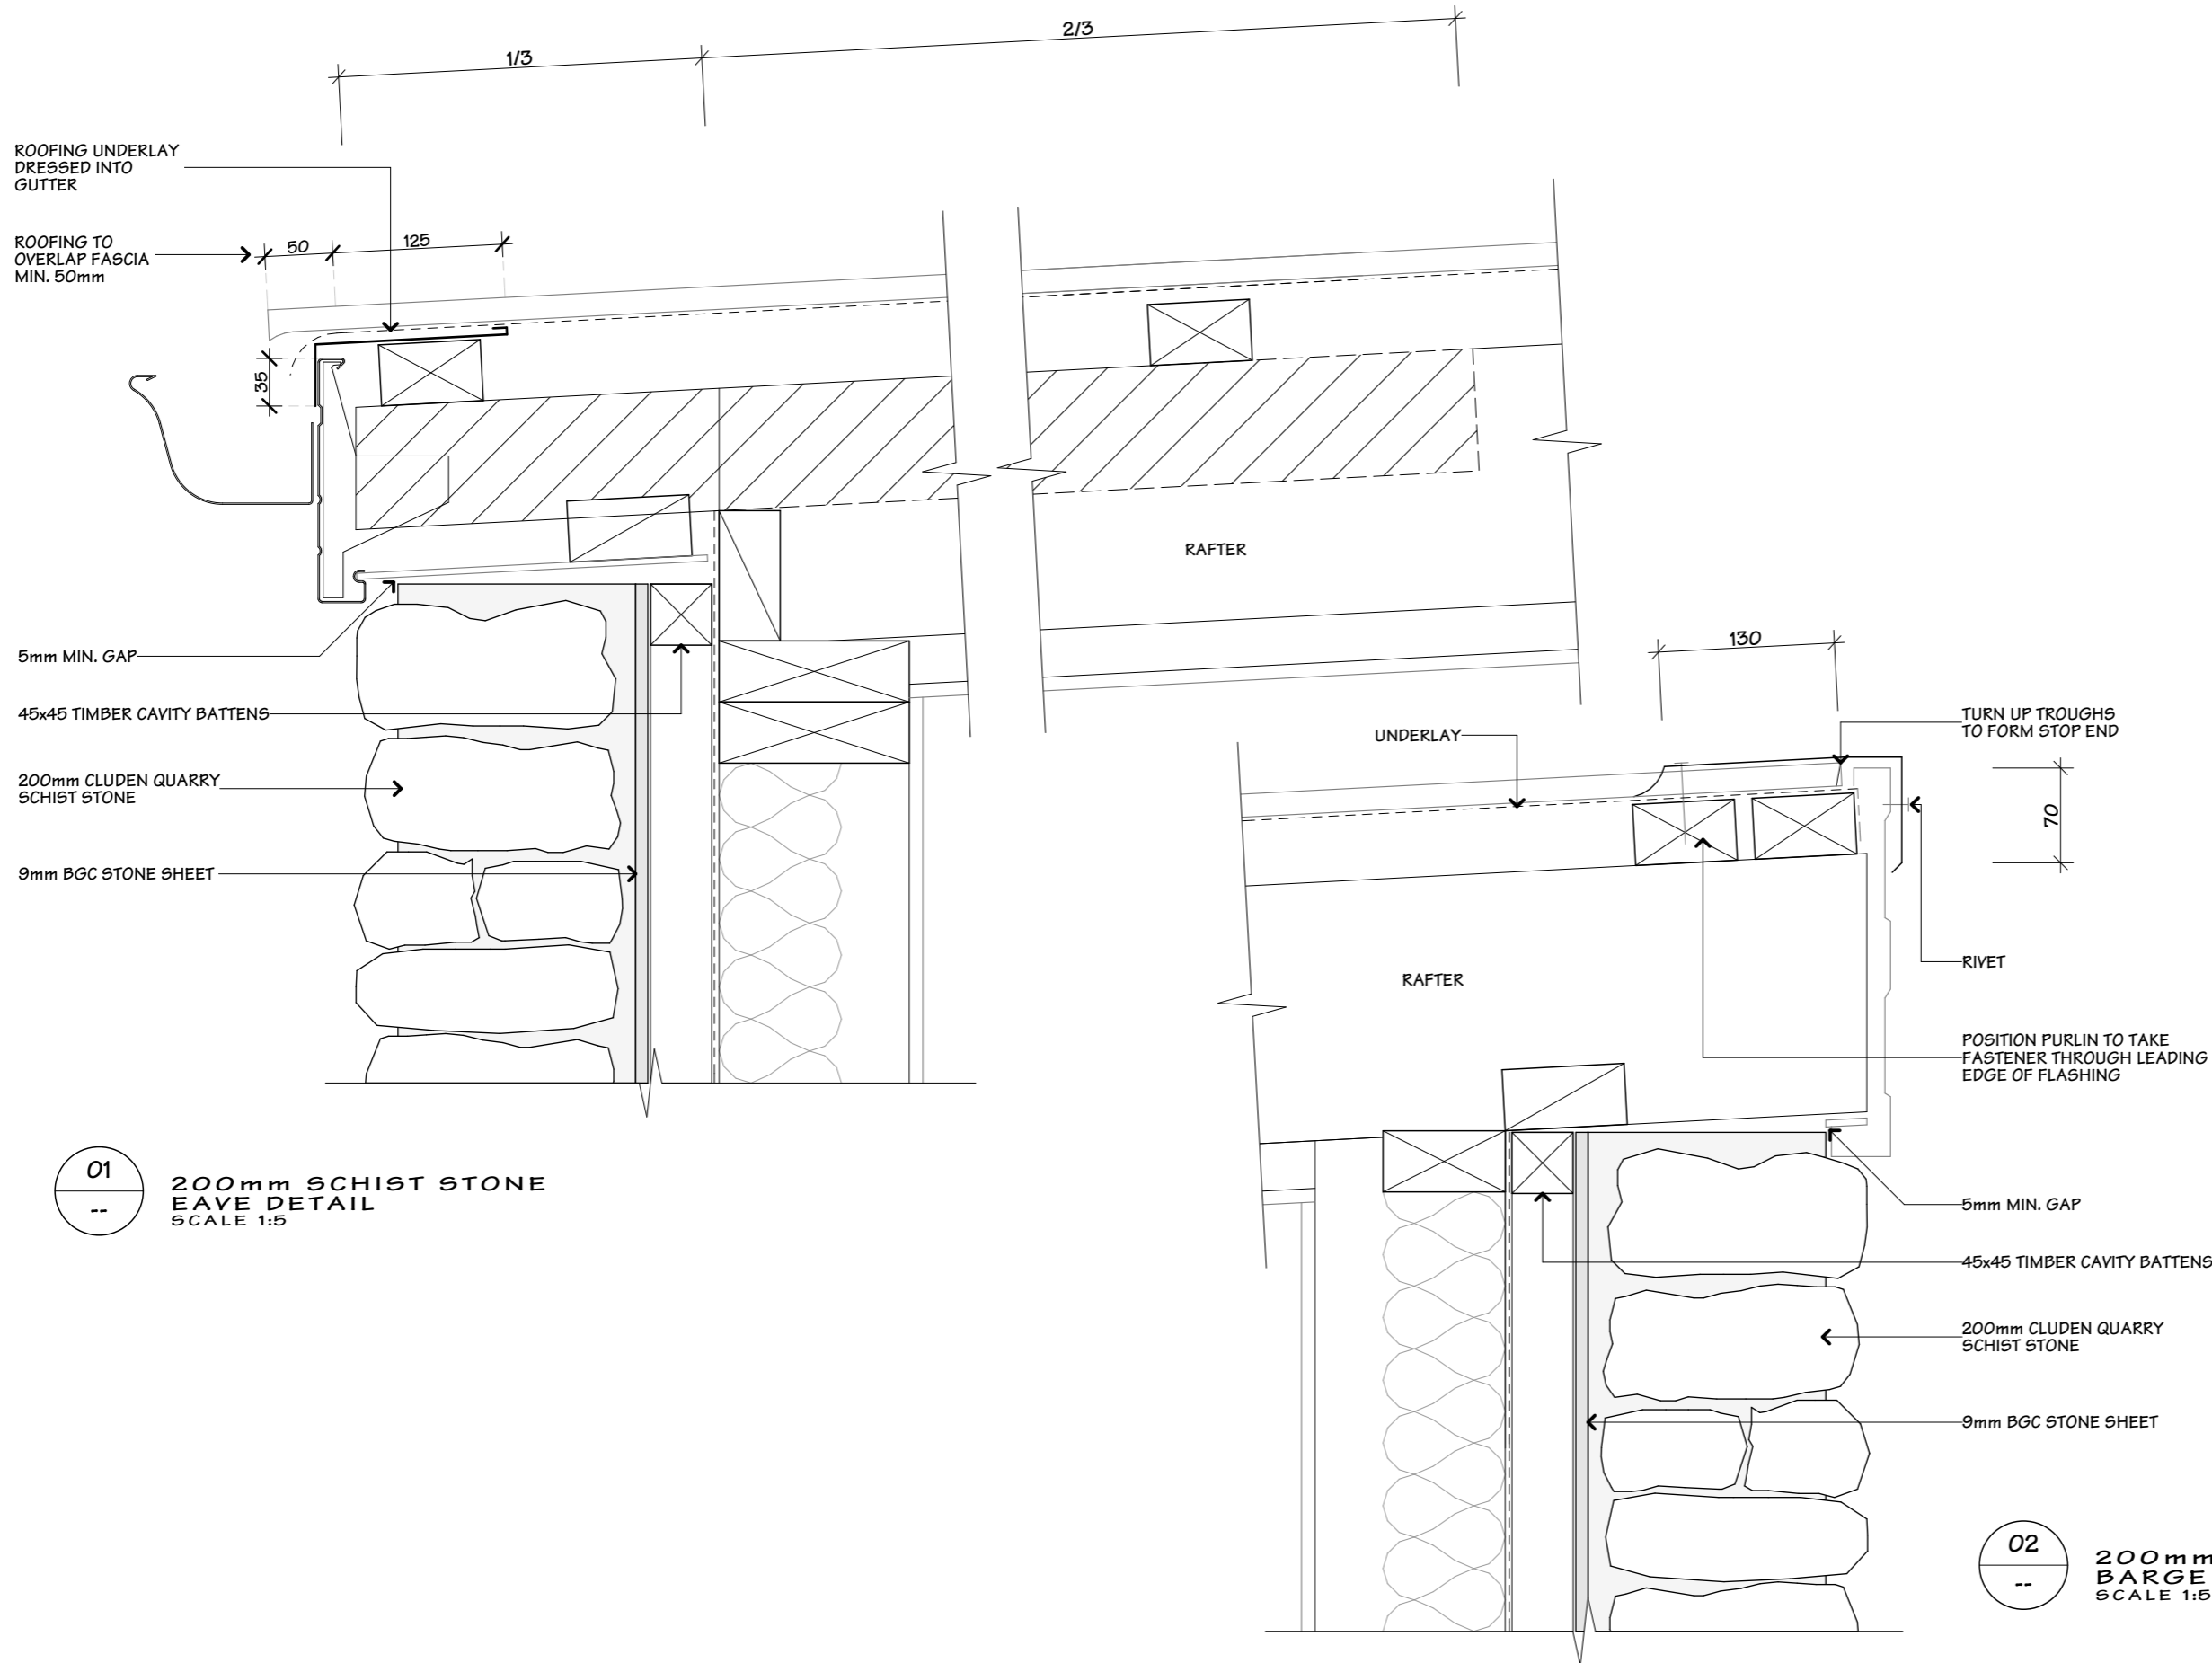 1/3
2/3
ROOFING UNDERLAY
DRESSED INTO
GUTTER
ROOFING TO
OVERLAP FASCIA
MIN. 50mm
50
125
35
RAFTER
5mm MIN. GAP
45x45 TIMBER CAVITY BATTENS
200mm CLUDEN QUARRY
SCHIST STONE
9mm BGC STONE SHEET
01
--
200mm SCHIST STONE
EAVE DETAIL
SCALE 1:5
130
UNDERLAY
TURN UP TROUGHS
TO FORM STOP END
70
RIVET
RAFTER
POSITION PURLIN TO TAKE
FASTENER THROUGH LEADING
EDGE OF FLASHING
5mm MIN. GAP
45x45 TIMBER CAVITY BATTENS
200mm CLUDEN QUARRY
SCHIST STONE
9mm BGC STONE SHEET
02
--
200mm
BARGE
SCALE 1:5